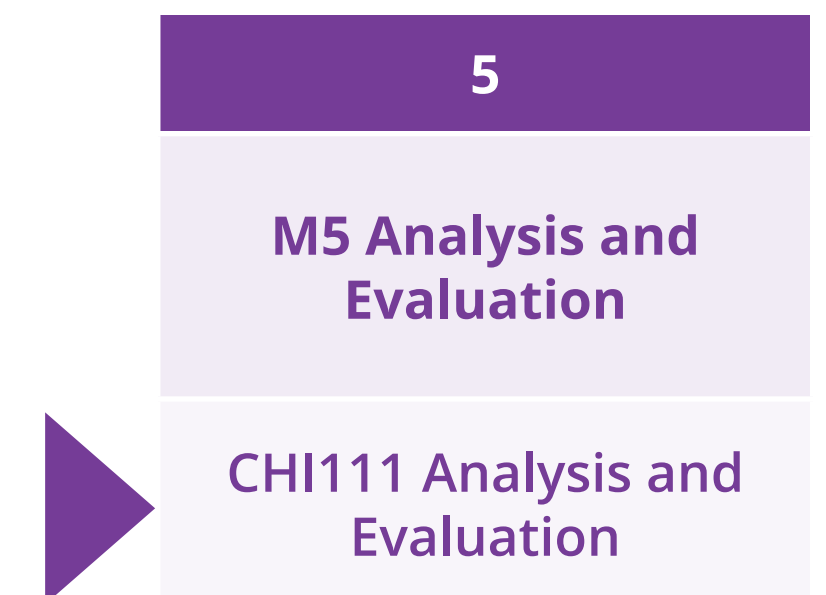 5
M5 Analysis and
Evaluation
CHI111 Analysis and
Evaluation